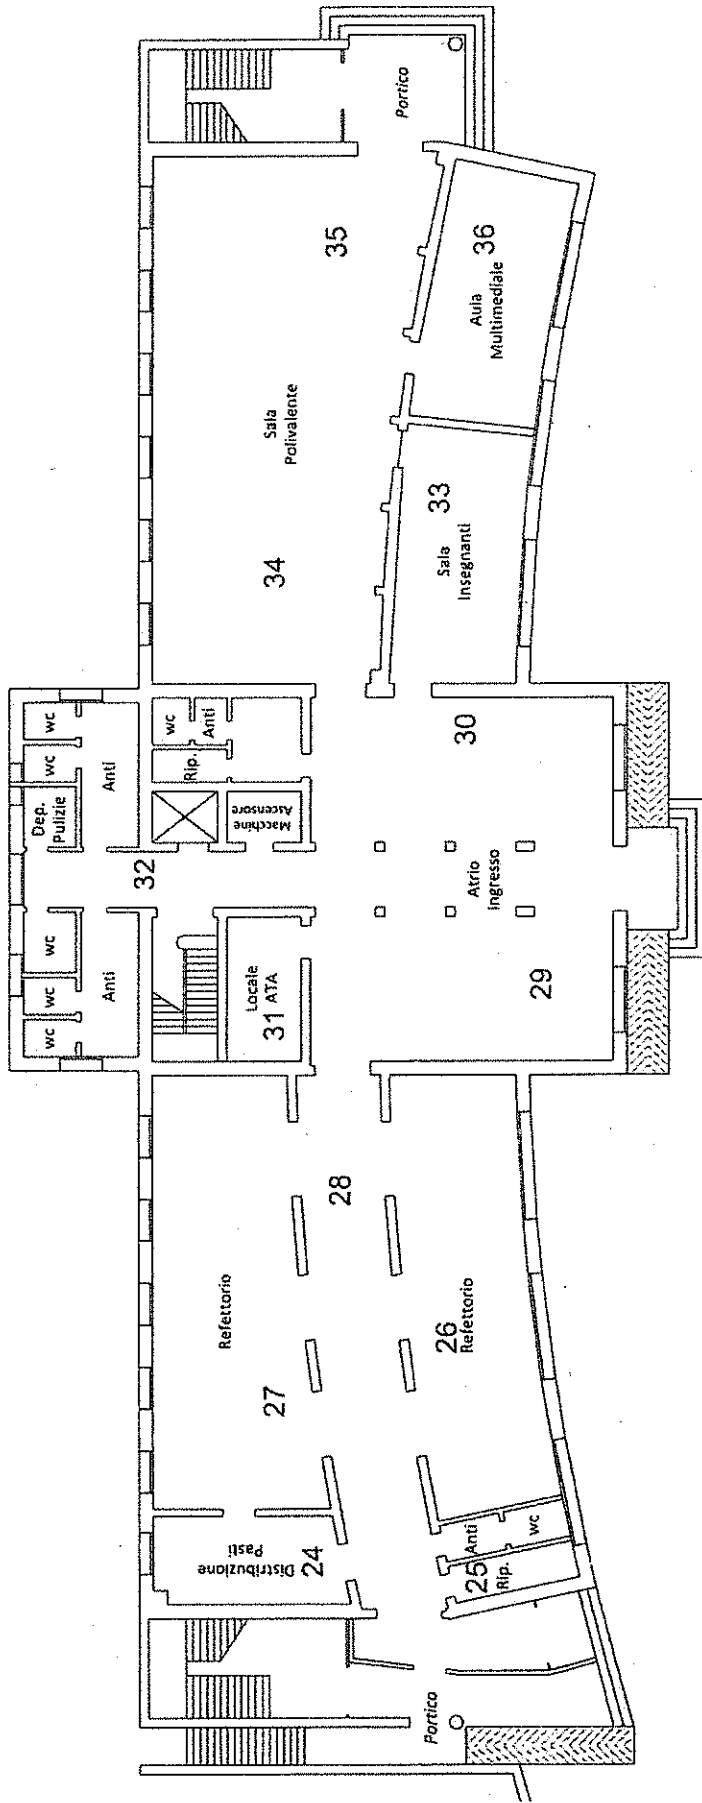 Portico
35
36
Aula
Multimediale
Sala
Polivalente
33
Sala
Insegnanti
34
wc
wc
Anti
Dep.
Pulizie
wc
Anti
Rip.
Macchine
Ascensore
30
32
Atrio
Ingresso
wc
wc
wc
Anti
Locale
ATA
31
29
28
Refettorio
26
Refettorio
27
Distribuzione
Pasti
24
Anti
wc
25
Rip.
Portico